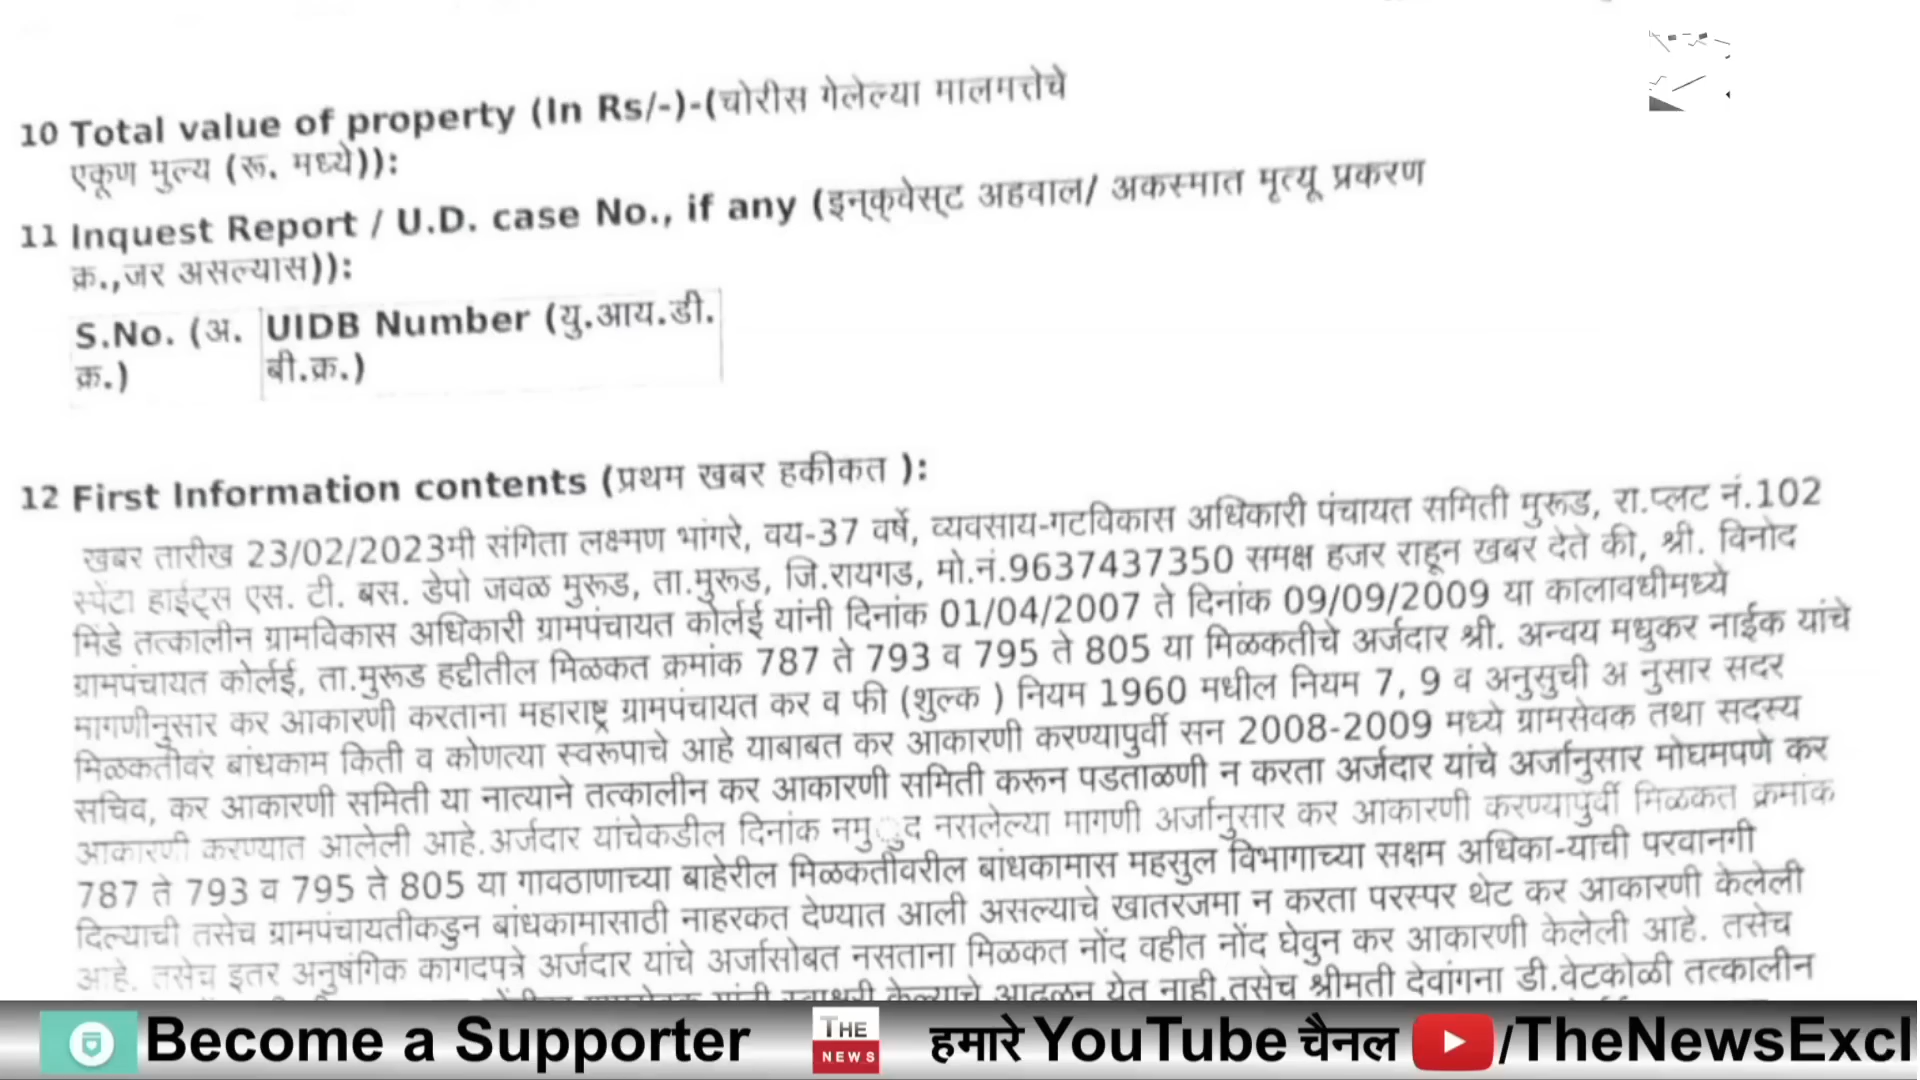 10 Total value of property (In Rs/-)-(चोरीस गेलेल्या मालमत्तेचे
एकूण मुल्य (रू. मध्ये)):
11 Inquest Report / U.D. case No., if any (इन्क्वेस्ट अहवाल/ अकस्मात मृत्यू प्रकरण
क्र.,जर असल्यास)):
S.No. (अ. क्र.)
UIDB Number (यु.आय.डी. बी.क्र.)
12 First Information contents (प्रथम खबर हकीकत ):
खबर तारीख 23/02/2023मी संगिता लक्ष्मण भांगरे, वय-37 वर्षे, व्यवसाय-गटविकास अधिकारी पंचायत समिती मुरूड, रा.प्लट नं.102
स्पेंटा हाईट्स एस. टी. बस. डेपो जवळ मुरूड, ता.मुरूड, जि.रायगड, मो.नं.9637437350 समक्ष हजर राहून खबर देते की, श्री. विनोद
मिंडे तत्कालीन ग्रामविकास अधिकारी ग्रामपंचायत कोर्लई यांनी दिनांक 01/04/2007 ते दिनांक 09/09/2009 या कालावधीमध्ये
ग्रामपंचायत कोर्लई, ता.मुरूड हद्दीतील मिळकत क्रमांक 787 ते 793 व 795 ते 805 या मिळकतीचे अर्जदार श्री. अन्वय मधुकर नाईक यांचे
मागणीनुसार कर आकारणी करताना महाराष्ट्र ग्रामपंचायत कर व फी (शुल्क ) नियम 1960 मधील नियम 7, 9 व अनुसुची अ नुसार सदर
मिळकतीवर बांधकाम किती व कोणत्या स्वरूपाचे आहे याबाबत कर आकारणी करण्यापुर्वी सन 2008-2009 मध्ये ग्रामसेवक तथा सदस्य
सचिव, कर आकारणी समिती या नात्याने तत्कालीन कर आकारणी समिती करून पडताळणी न करता अर्जदार यांचे अर्जानुसार मोघमपणे कर
आकारणी करण्यात आलेली आहे.अर्जदार यांचेकडील दिनांक नमुुद नसलेल्या मागणी अर्जानुसार कर आकारणी करण्यापुर्वी मिळकत क्रमांक
787 ते 793 व 795 ते 805 या गावठाणाच्या बाहेरील मिळकतीवरील बांधकामास महसुल विभागाच्या सक्षम अधिका-याची परवानगी
दिल्याची तसेच ग्रामपंचायतीकडुन बांधकामासाठी नाहरकत देण्यात आली असल्याचे खातरजमा न करता परस्पर थेट कर आकारणी केलेली
आहे. तसेच इतर अनुषंगिक कागदपत्रे अर्जदार यांचे अर्जासोबत नसताना मिळकत नोंद वहीत नोंद घेवुन कर आकारणी केलेली आहे. तसेच
यांनी स्वाक्षरी केल्याचे आढळून येत नाही.तसेच श्रीमती देवांगना डी.वेटकोळी तत्कालीन
Become a Supporter THE NEWS हमारे YouTube चैनल /TheNewsExcl